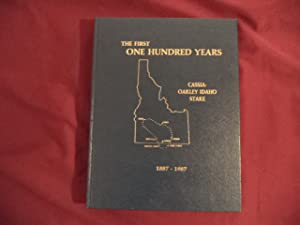 THE FIRST
ONE HUNDRED YEARS
CASSIA-
OAKLEY IDAHO
STAKE
1887 - 1987